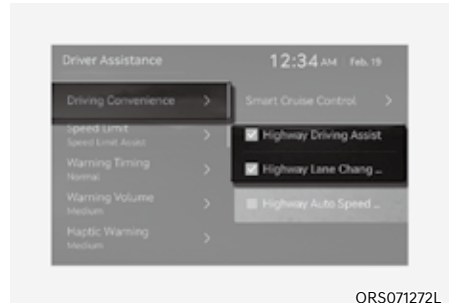 Driver Assistance
12:34 AM Feb. 19
Driving Convenience
Smart Cruise Control
Speed Limit
Speed Limit Assist
Highway Driving Assist
Warning Timing
Normal
Highway Lane Chang ...
Warning Volume
Medium
Highway Auto Speed ...
Haptic Warning
Medium
ORS071272L